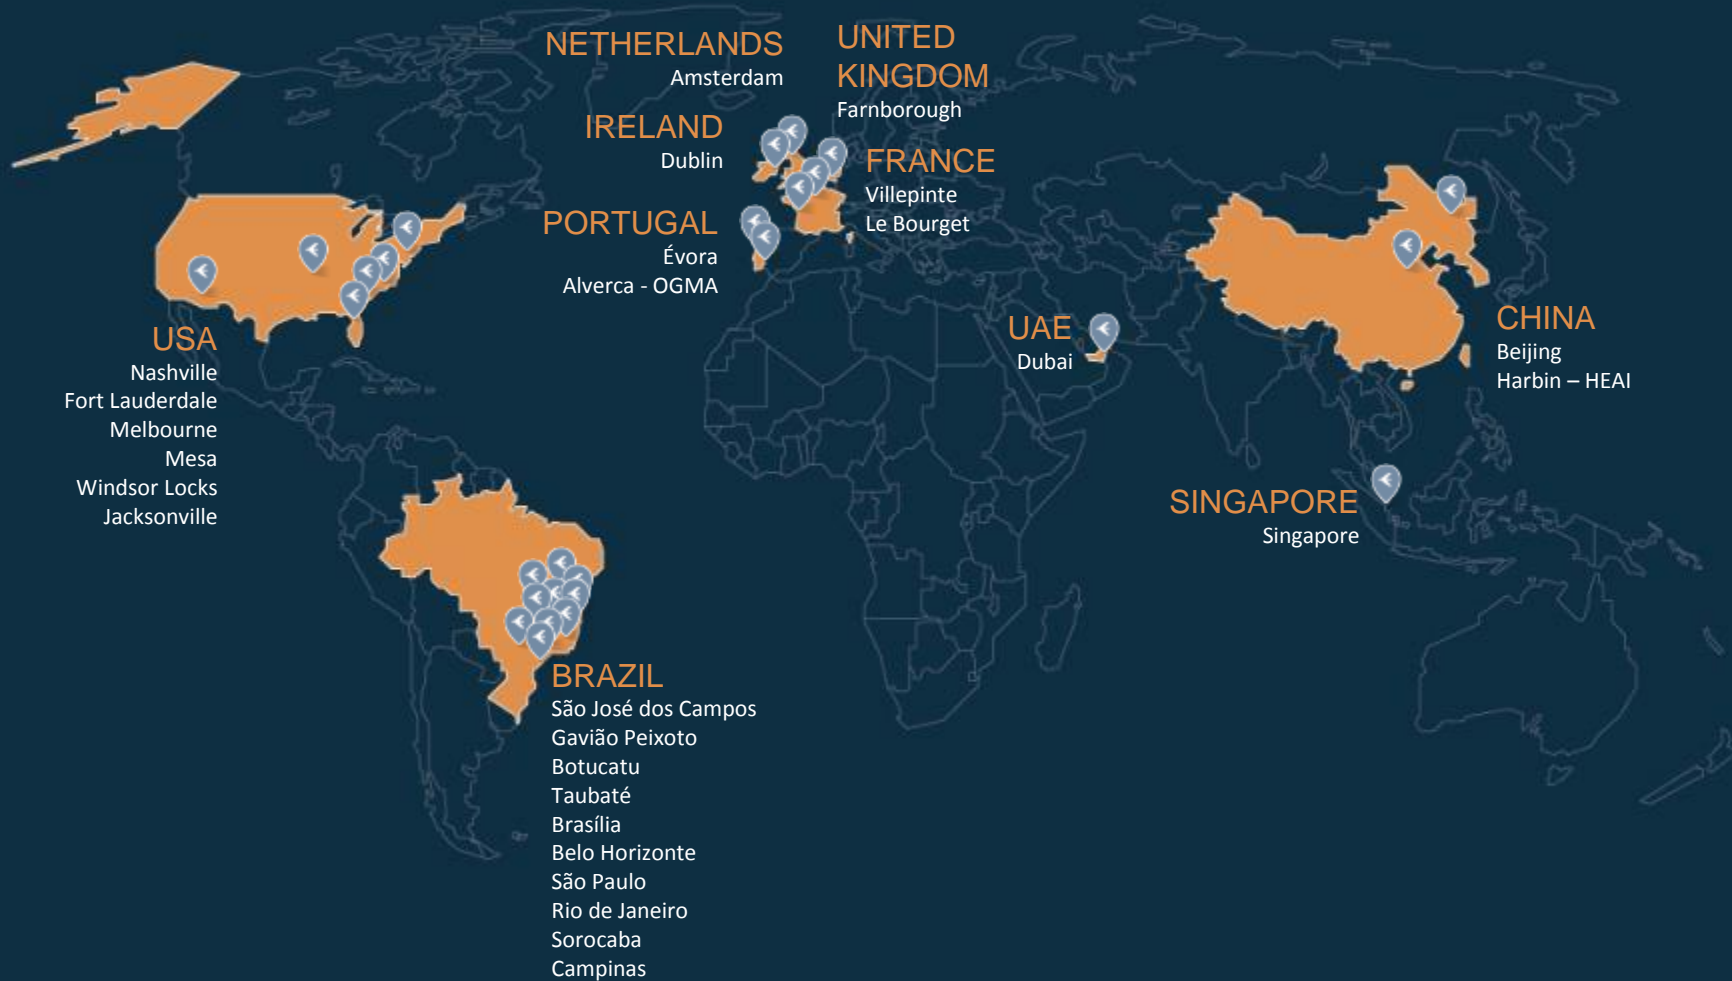 NETHERLANDS
Amsterdam
UNITED
KINGDOM
Farnborough
IRELAND
Dublin
FRANCE
Villepinte
Le Bourget
PORTUGAL
Évora
Alverca - OGMA
USA
Nashville
Fort Lauderdale
Melbourne
Mesa
Windsor Locks
Jacksonville
UAE
Dubai
CHINA
Beijing
Harbin – HEAI
SINGAPORE
Singapore
BRAZIL
São José dos Campos
Gavião Peixoto
Botucatu
Taubaté
Brasília
Belo Horizonte
São Paulo
Rio de Janeiro
Sorocaba
Campinas